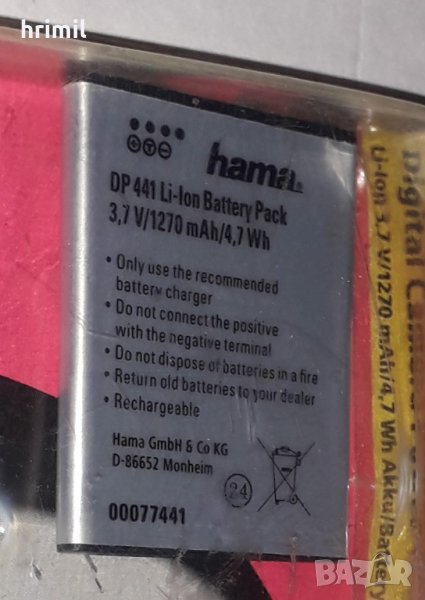 hrimil
hama.
DP 441 Li-Ion Battery Pack
3,7 V/1270 mAh/4,7 Wh
• Only use the recommended
battery charger
• Do not connect the positive
with the negative terminal
• Do not dispose of batteries in a fire
• Return old batteries to your dealer
• Rechargeable
Hama GmbH & Co KG
D-86652 Monheim
24
00077441
Digital Camera
Li-Ion 3,7 V/1270 mAh/4,7 Wh Akku/Battery
BAZAR